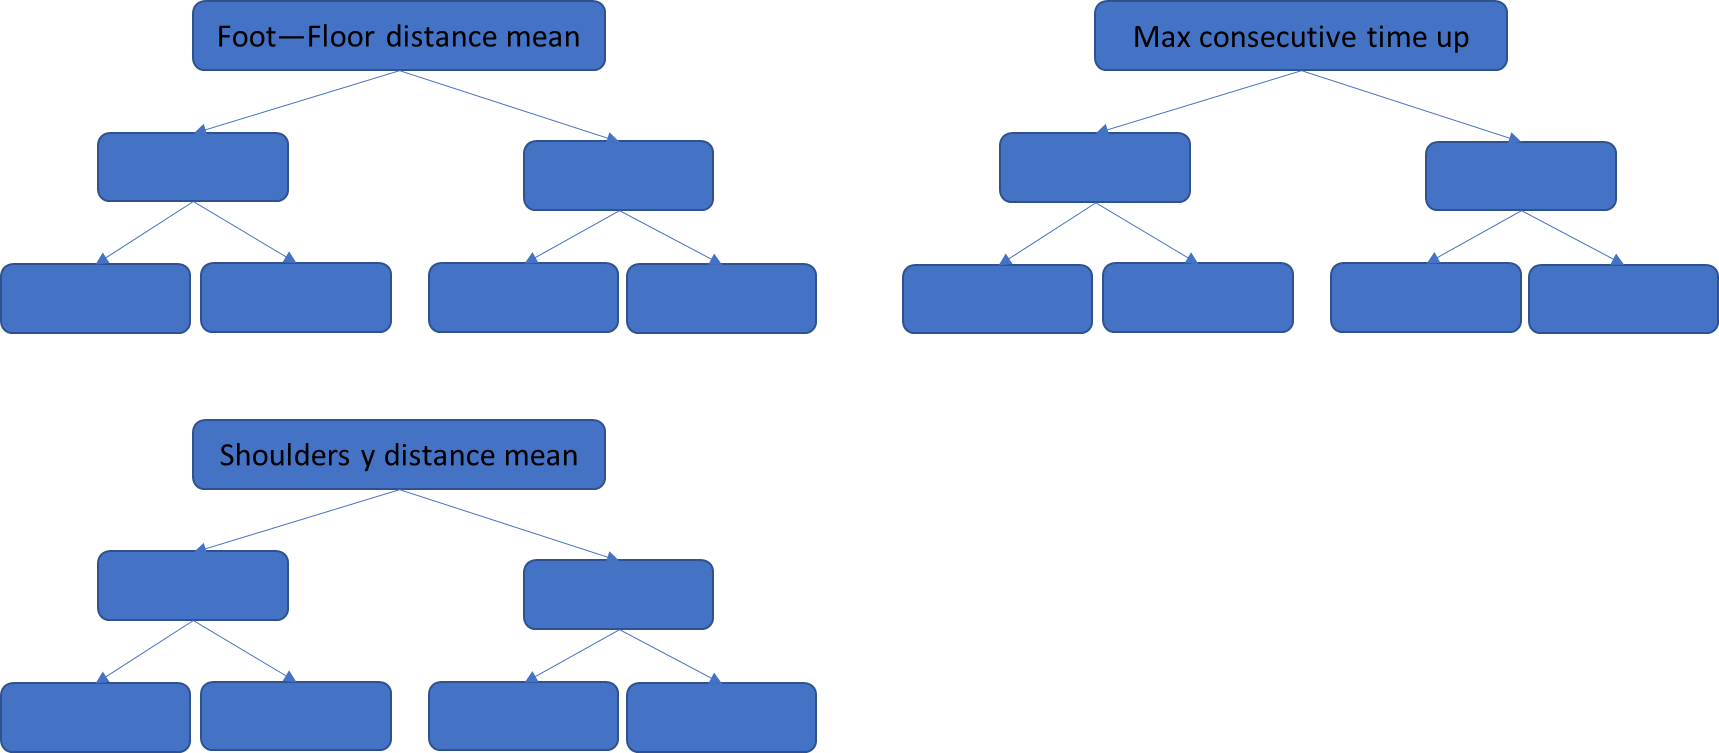 Foot—Floor distance mean
Max consecutive time up
Shoulders y distance mean